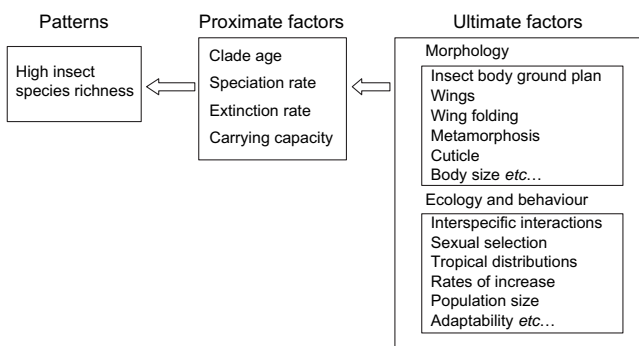 Patterns
High insect
species richness
Proximate factors
Clade age
Speciation rate
Extinction rate
Carrying capacity
Ultimate factors
Morphology
Insect body ground plan
Wings
Wing folding
Metamorphosis
Cuticle
Body size etc…
Ecology and behaviour
Interspecific interactions
Sexual selection
Tropical distributions
Rates of increase
Population size
Adaptability etc…